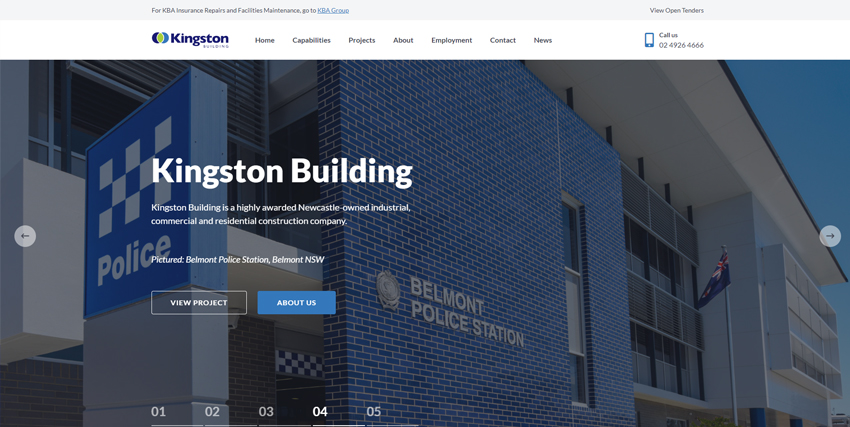 For KBA Insurance Repairs and Facilities Maintenance, go to KBA Group
View Open Tenders
Kingston
BUILDING
Home
Capabilities
Projects
About
Employment
Contact
News
Call us
02 4926 4666
Kingston Building
Kingston Building is a highly awarded Newcastle-owned industrial,
commercial and residential construction company.
Pictured: Belmont Police Station, Belmont NSW
VIEW PROJECT
ABOUT US
Police
BELMONT
POLICE STATION
01
02
03
04
05